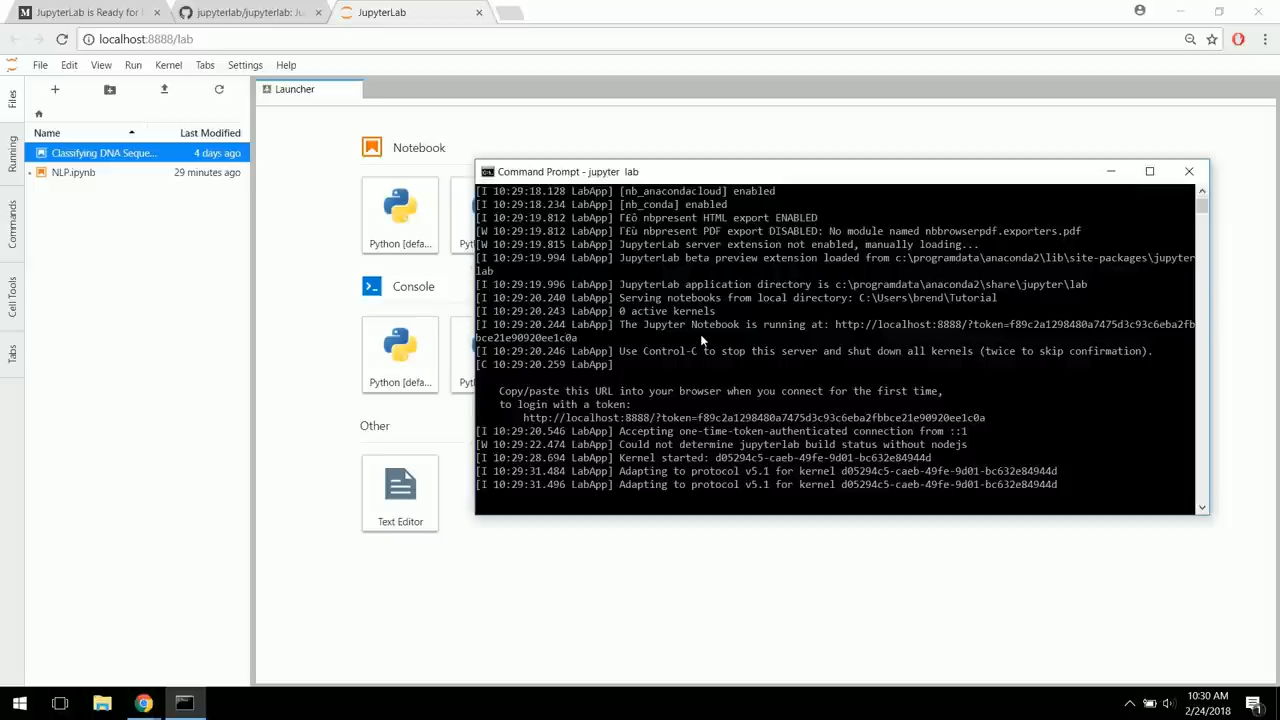 JupyterLab is Ready for
jupyterlab/jupyterlab: Ju
JupyterLab
localhost:8888/lab
File Edit View Run Kernel Tabs Settings Help
Files
Running
Commands
Cell Tools
Tabs
Name Last Modified
Classifying DNA Seque... 4 days ago
NLP.ipynb 29 minutes ago
Launcher
Notebook
Python [defa...
Console
Python [defa...
Other
Text Editor
Command Prompt - jupyter lab
[I 10:29:18.128 LabApp] [nb_anacondacloud] enabled
[I 10:29:18.234 LabApp] [nb_conda] enabled
[I 10:29:19.812 LabApp] Γ£ô nbpresent HTML export ENABLED
[W 10:29:19.812 LabApp] Γ£ù nbpresent PDF export DISABLED: No module named nbbrowserpdf.exporters.pdf
[W 10:29:19.815 LabApp] JupyterLab server extension not enabled, manually loading...
[I 10:29:19.994 LabApp] JupyterLab beta preview extension loaded from c:\programdata\anaconda2\lib\site-packages\jupyter
lab
[I 10:29:19.996 LabApp] JupyterLab application directory is c:\programdata\anaconda2\share\jupyter\lab
[I 10:29:20.240 LabApp] Serving notebooks from local directory: C:\Users\brend\Tutorial
[I 10:29:20.243 LabApp] 0 active kernels
[I 10:29:20.244 LabApp] The Jupyter Notebook is running at: http://localhost:8888/?token=f89c2a1298480a7475d3c93c6eba2fb
bce21e90920ee1c0a
[I 10:29:20.246 LabApp] Use Control-C to stop this server and shut down all kernels (twice to skip confirmation).
[C 10:29:20.259 LabApp]
Copy/paste this URL into your browser when you connect for the first time,
to login with a token:
http://localhost:8888/?token=f89c2a1298480a7475d3c93c6eba2fbbce21e90920ee1c0a
[I 10:29:20.546 LabApp] Accepting one-time-token-authenticated connection from ::1
[W 10:29:22.474 LabApp] Could not determine jupyterlab build status without nodejs
[I 10:29:28.694 LabApp] Kernel started: d05294c5-caeb-49fe-9d01-bc632e84944d
[I 10:29:31.484 LabApp] Adapting to protocol v5.1 for kernel d05294c5-caeb-49fe-9d01-bc632e84944d
[I 10:29:31.496 LabApp] Adapting to protocol v5.1 for kernel d05294c5-caeb-49fe-9d01-bc632e84944d
10:30 AM
2/24/2018